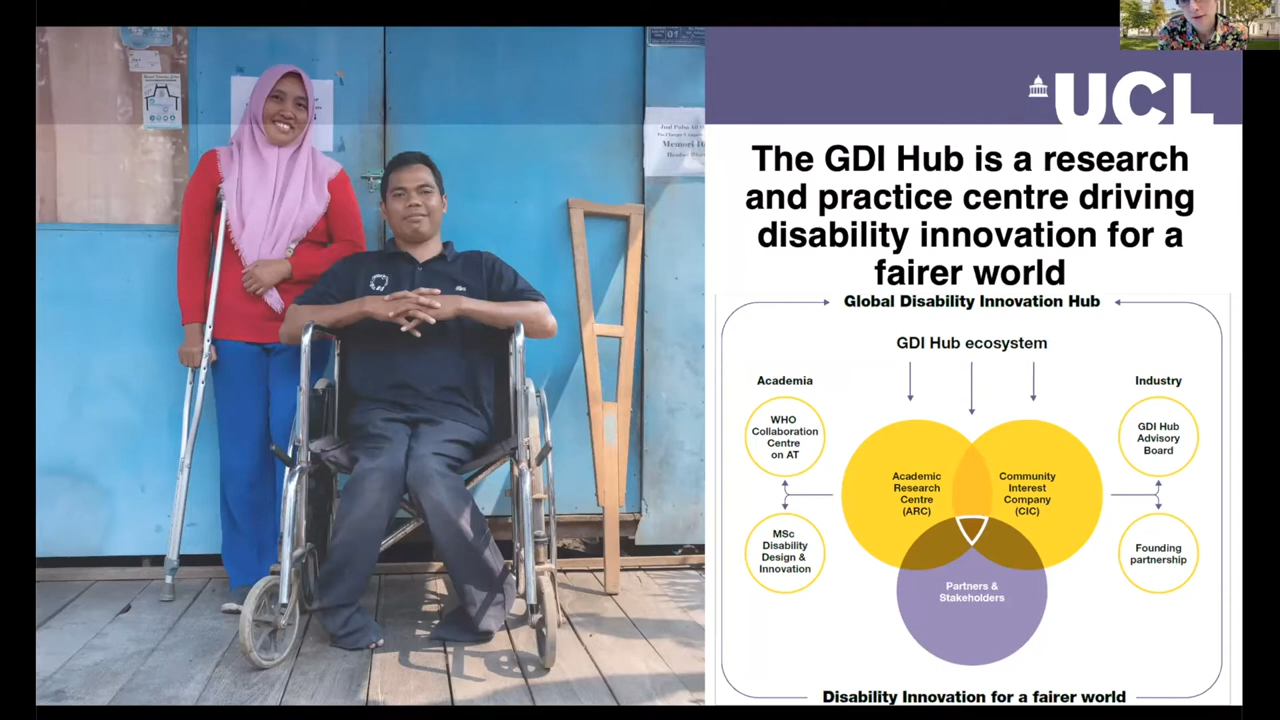 UCL
The GDI Hub is a research
and practice centre driving
disability innovation for a
fairer world
Global Disability Innovation Hub
GDI Hub ecosystem
Academia
WHO
Collaboration
Centre
on AT
MSc
Disability
Design &
Innovation
Academic
Research
Centre
(ARC)
Community
Interest
Company
(CIC)
Partners &
Stakeholders
Industry
GDI Hub
Advisory
Board
Founding
partnership
Disability Innovation for a fairer world